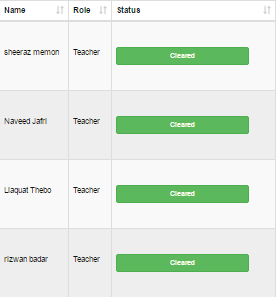 Name Role Status
sheeraz memon Teacher Cleared
Naveed Jafri Teacher Cleared
Liaquat Thebo Teacher Cleared
rizwan badar Teacher Cleared